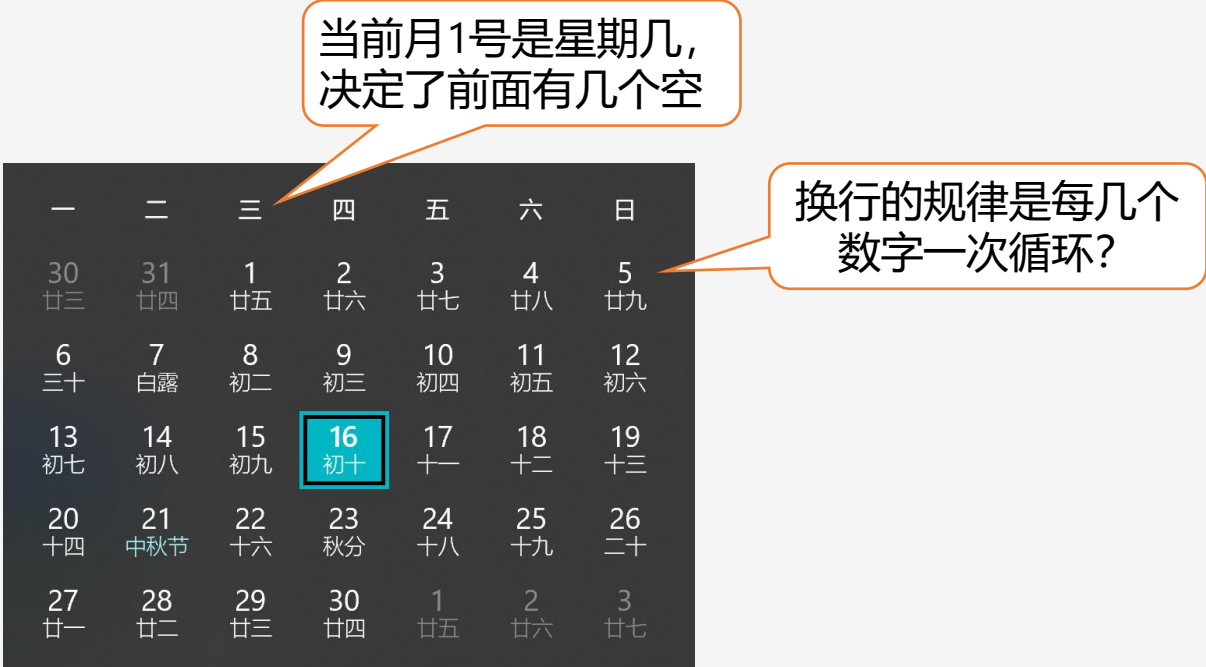 当前月1号是星期几，
决定了前面有几个空
换行的规律是每几个
数字一次循环？
一 二 三 四 五 六 日
30 31 1 2 3 4 5
廿三 廿四 廿五 廿六 廿七 廿八 廿九
6 7 8 9 10 11 12
三十 白露 初二 初三 初四 初五 初六
13 14 15 16 17 18 19
初七 初八 初九 初十 十一 十二 十三
20 21 22 23 24 25 26
十四 中秋节 十六 秋分 十八 十九 二十
27 28 29 30 1 2 3
廿一 廿二 廿三 廿四 廿五 廿六 廿七